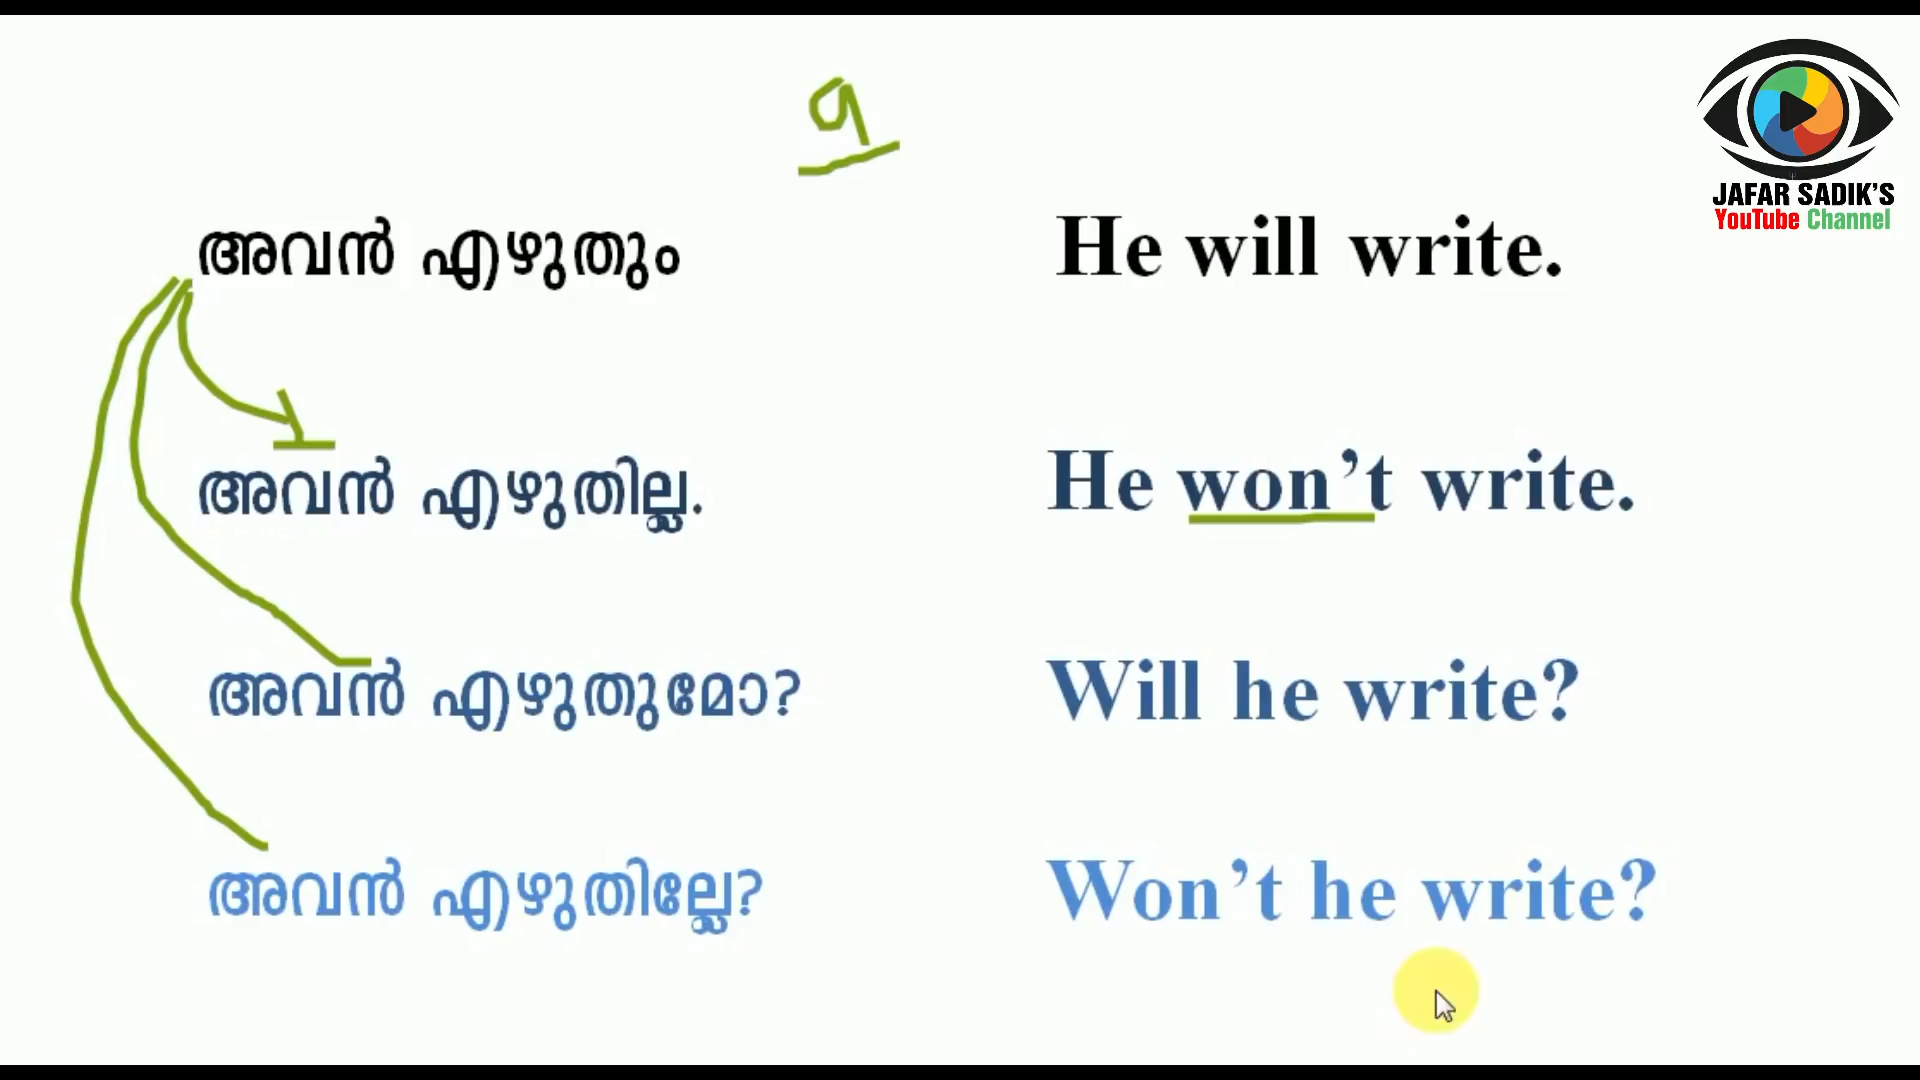 9
JAFAR SADIK'S
YouTube Channel
അവൻ എഴുതും He will write.
അവൻ എഴുതില്ല. He won't write.
അവൻ എഴുതുമോ? Will he write?
അവൻ എഴുതില്ലേ? Won't he write?